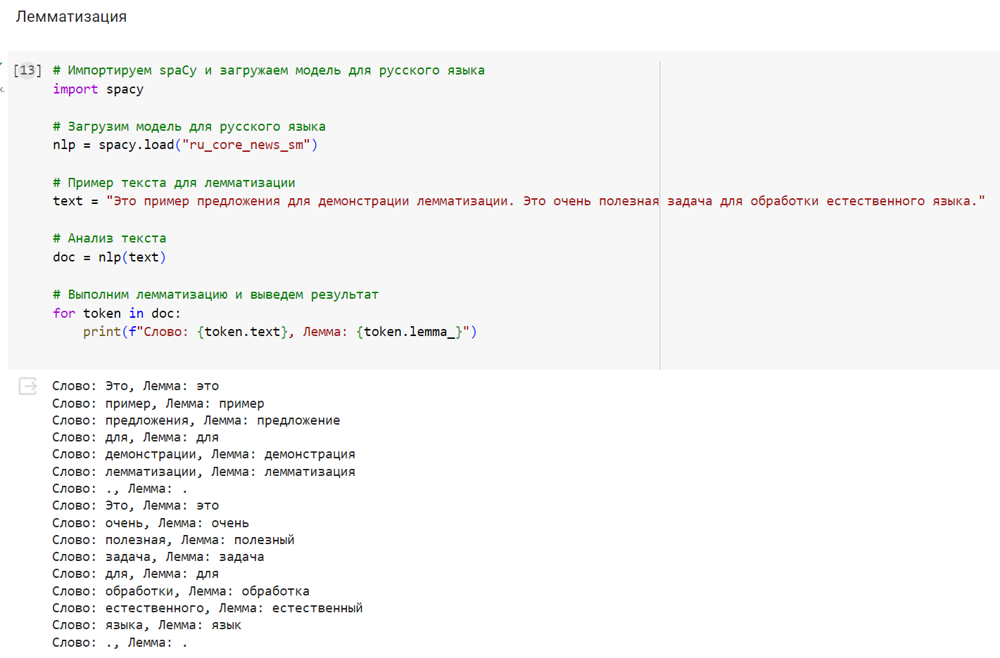 Лемматизация
[13] # Импортируем spaCy и загружаем модель для русского языка
к. import spacy
# Загрузим модель для русского языка
nlp = spacy.load("ru_core_news_sm")
# Пример текста для лемматизации
text = "Это пример предложения для демонстрации лемматизации. Это очень полезная задача для обработки естественного языка."
# Анализ текста
doc = nlp(text)
# Выполним лемматизацию и выведем результат
for token in doc:
    print(f"Слово: {token.text}, Лемма: {token.lemma_}")
Слово: Это, Лемма: это
Слово: пример, Лемма: пример
Слово: предложения, Лемма: предложение
Слово: для, Лемма: для
Слово: демонстрации, Лемма: демонстрация
Слово: лемматизации, Лемма: лемматизация
Слово: ., Лемма: .
Слово: Это, Лемма: это
Слово: очень, Лемма: очень
Слово: полезная, Лемма: полезный
Слово: задача, Лемма: задача
Слово: для, Лемма: для
Слово: обработки, Лемма: обработка
Слово: естественного, Лемма: естественный
Слово: языка, Лемма: язык
Слово: ., Лемма: .